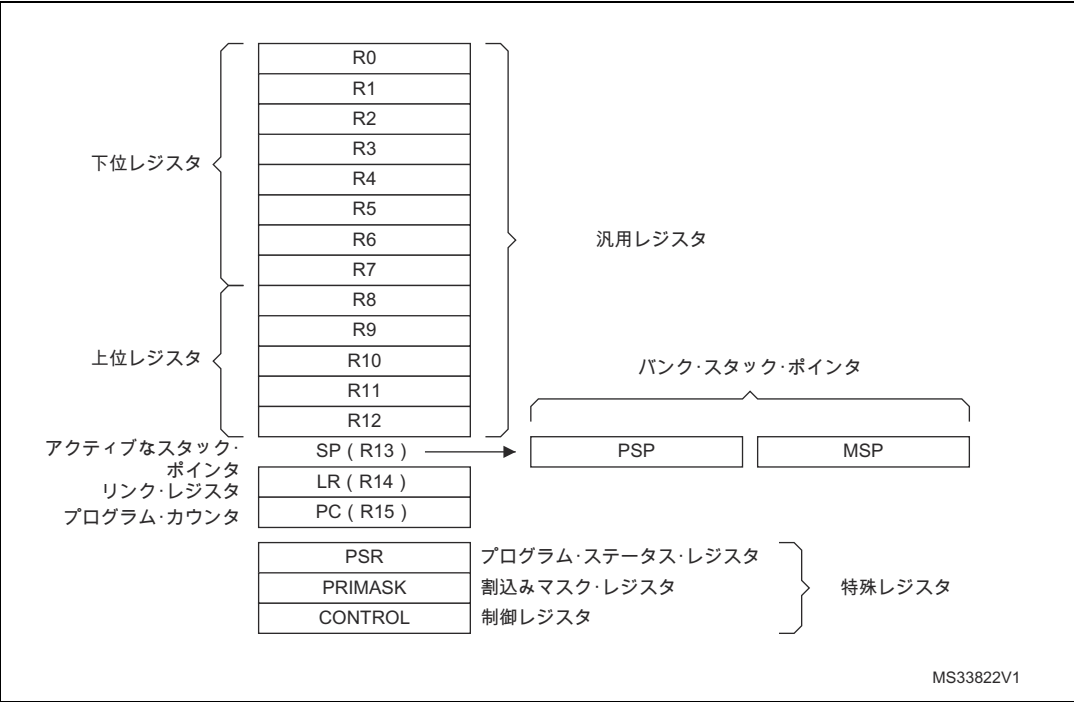 R0
R1
R2
R3
下位レジスタ
R4
R5
R6
汎用レジスタ
R7
R8
R9
上位レジスタ
R10
バンク·スタック·ポインタ
R11
R12
アクティブなスタック·
ポインタ
SP ( R13 )
PSP
MSP
リンク·レジスタ
LR ( R14 )
プログラム·カウンタ
PC ( R15 )
PSR
プログラム·ステータス·レジスタ
PRIMASK
割込みマスク·レジスタ
特殊レジスタ
CONTROL
制御レジスタ
MS33822V1